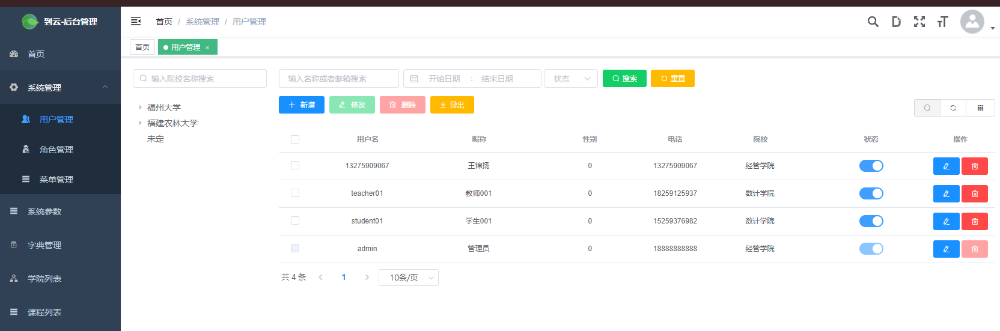 到云-后台管理
首页 / 系统管理 / 用户管理
首页
用户管理 ×
首页
系统管理
用户管理
角色管理
菜单管理
系统参数
字典管理
学院列表
课程列表
输入院校名称搜索
福州大学
福建农林大学
未定
输入名称或者邮箱搜索 开始日期 : 结束日期 状态 搜索 重置
新增 修改 删除 导出
用户名 昵称 性别 电话 院校 状态 操作
13275909067 王锦扬 0 13275909067 经管学院
teacher01 教师001 0 18259125937 数计学院
student01 学生001 0 15259376982 数计学院
admin 管理员 0 18888888888 经管学院
共 4 条 1 10条/页